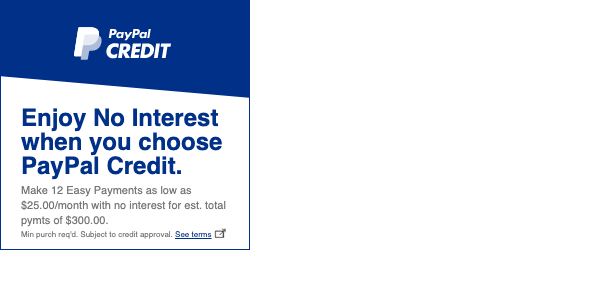 PayPal
CREDIT
Enjoy No Interest
when you choose
PayPal Credit.
Make 12 Easy Payments as low as
$25.00/month with no interest for est. total
pymts of $300.00.
Min purch req'd. Subject to credit approval. See terms